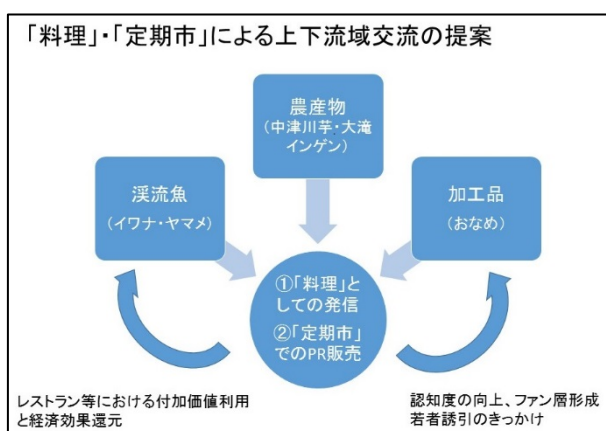 「料理」・「定期市」による上下流域交流の提案
農産物
（中津川芋・大滝
インゲン）
渓流魚
（イワナ・ヤマメ）
加工品
（おなめ）
①「料理」と
しての発信
②「定期市」
でのPR販売
レストラン等における付加価値利用
と経済効果還元
認知度の向上、ファン層形成
若者誘引のきっかけ